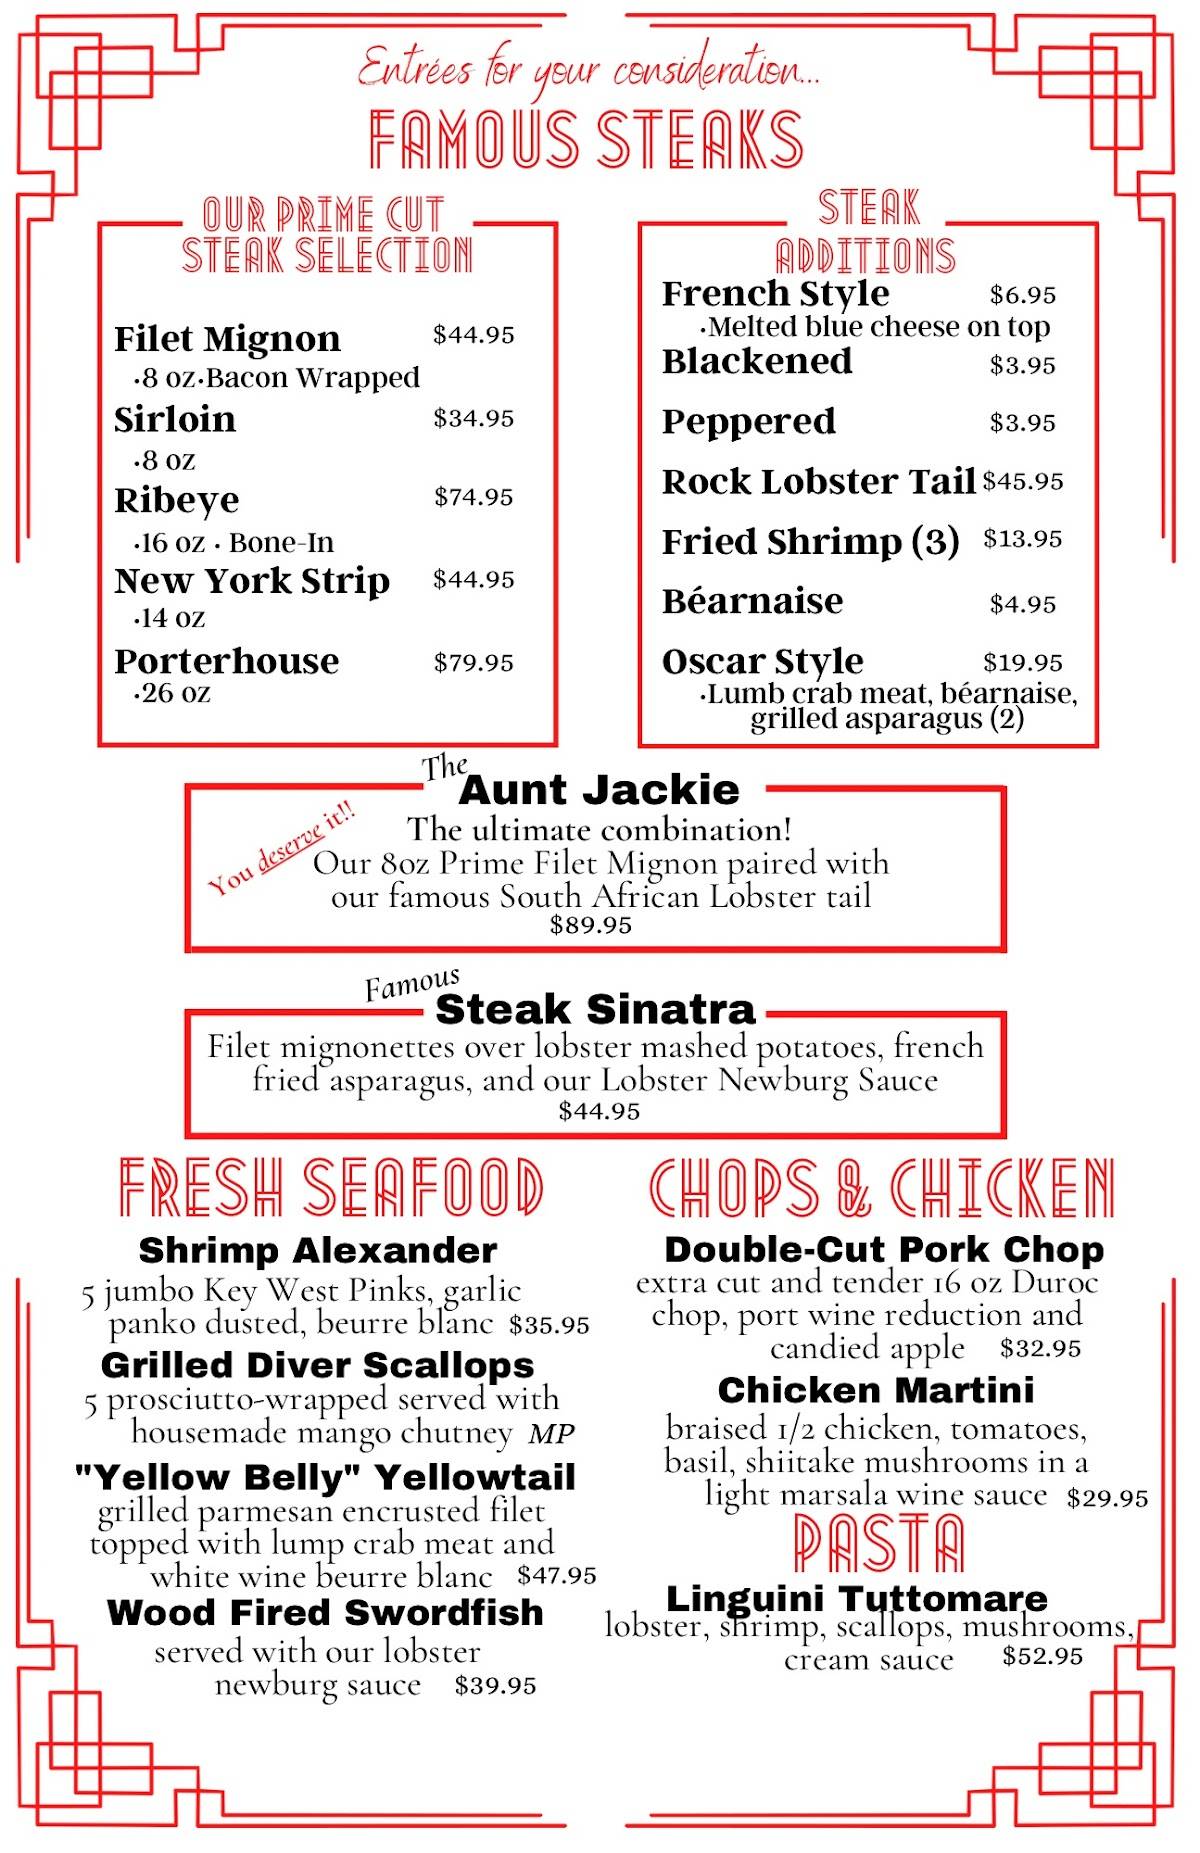 Entrées for your consideration...
FAMOUS STEAKS
OUR PRIME CUT
STEAK SELECTION
Filet Mignon $44.95
·8 oz·Bacon Wrapped
Sirloin $34.95
·8 oz
Ribeye $74.95
·16 oz · Bone-In
New York Strip $44.95
·14 oz
Porterhouse $79.95
·26 oz
STEAK
ADDITIONS
French Style $6.95
·Melted blue cheese on top
Blackened $3.95
Peppered $3.95
Rock Lobster Tail $45.95
Fried Shrimp (3) $13.95
Béarnaise $4.95
Oscar Style $19.95
·Lumb crab meat, béarnaise,
grilled asparagus (2)
The
Aunt Jackie
You deserve it!!
The ultimate combination!
Our 8oz Prime Filet Mignon paired with
our famous South African Lobster tail
$89.95
Famous
Steak Sinatra
Filet mignonettes over lobster mashed potatoes, french
fried asparagus, and our Lobster Newburg Sauce
$44.95
FRESH SEAFOOD
Shrimp Alexander
5 jumbo Key West Pinks, garlic
panko dusted, beurre blanc $35.95
Grilled Diver Scallops
5 prosciutto-wrapped served with
housemade mango chutney MP
"Yellow Belly" Yellowtail
grilled parmesan encrusted filet
topped with lump crab meat and
white wine beurre blanc $47.95
Wood Fired Swordfish
served with our lobster
newburg sauce $39.95
CHOPS & CHICKEN
Double-Cut Pork Chop
extra cut and tender 16 oz Duroc
chop, port wine reduction and
candied apple $32.95
Chicken Martini
braised 1/2 chicken, tomatoes,
basil, shiitake mushrooms in a
light marsala wine sauce $29.95
PASTA
Linguini Tuttomare
lobster, shrimp, scallops, mushrooms,
cream sauce $52.95